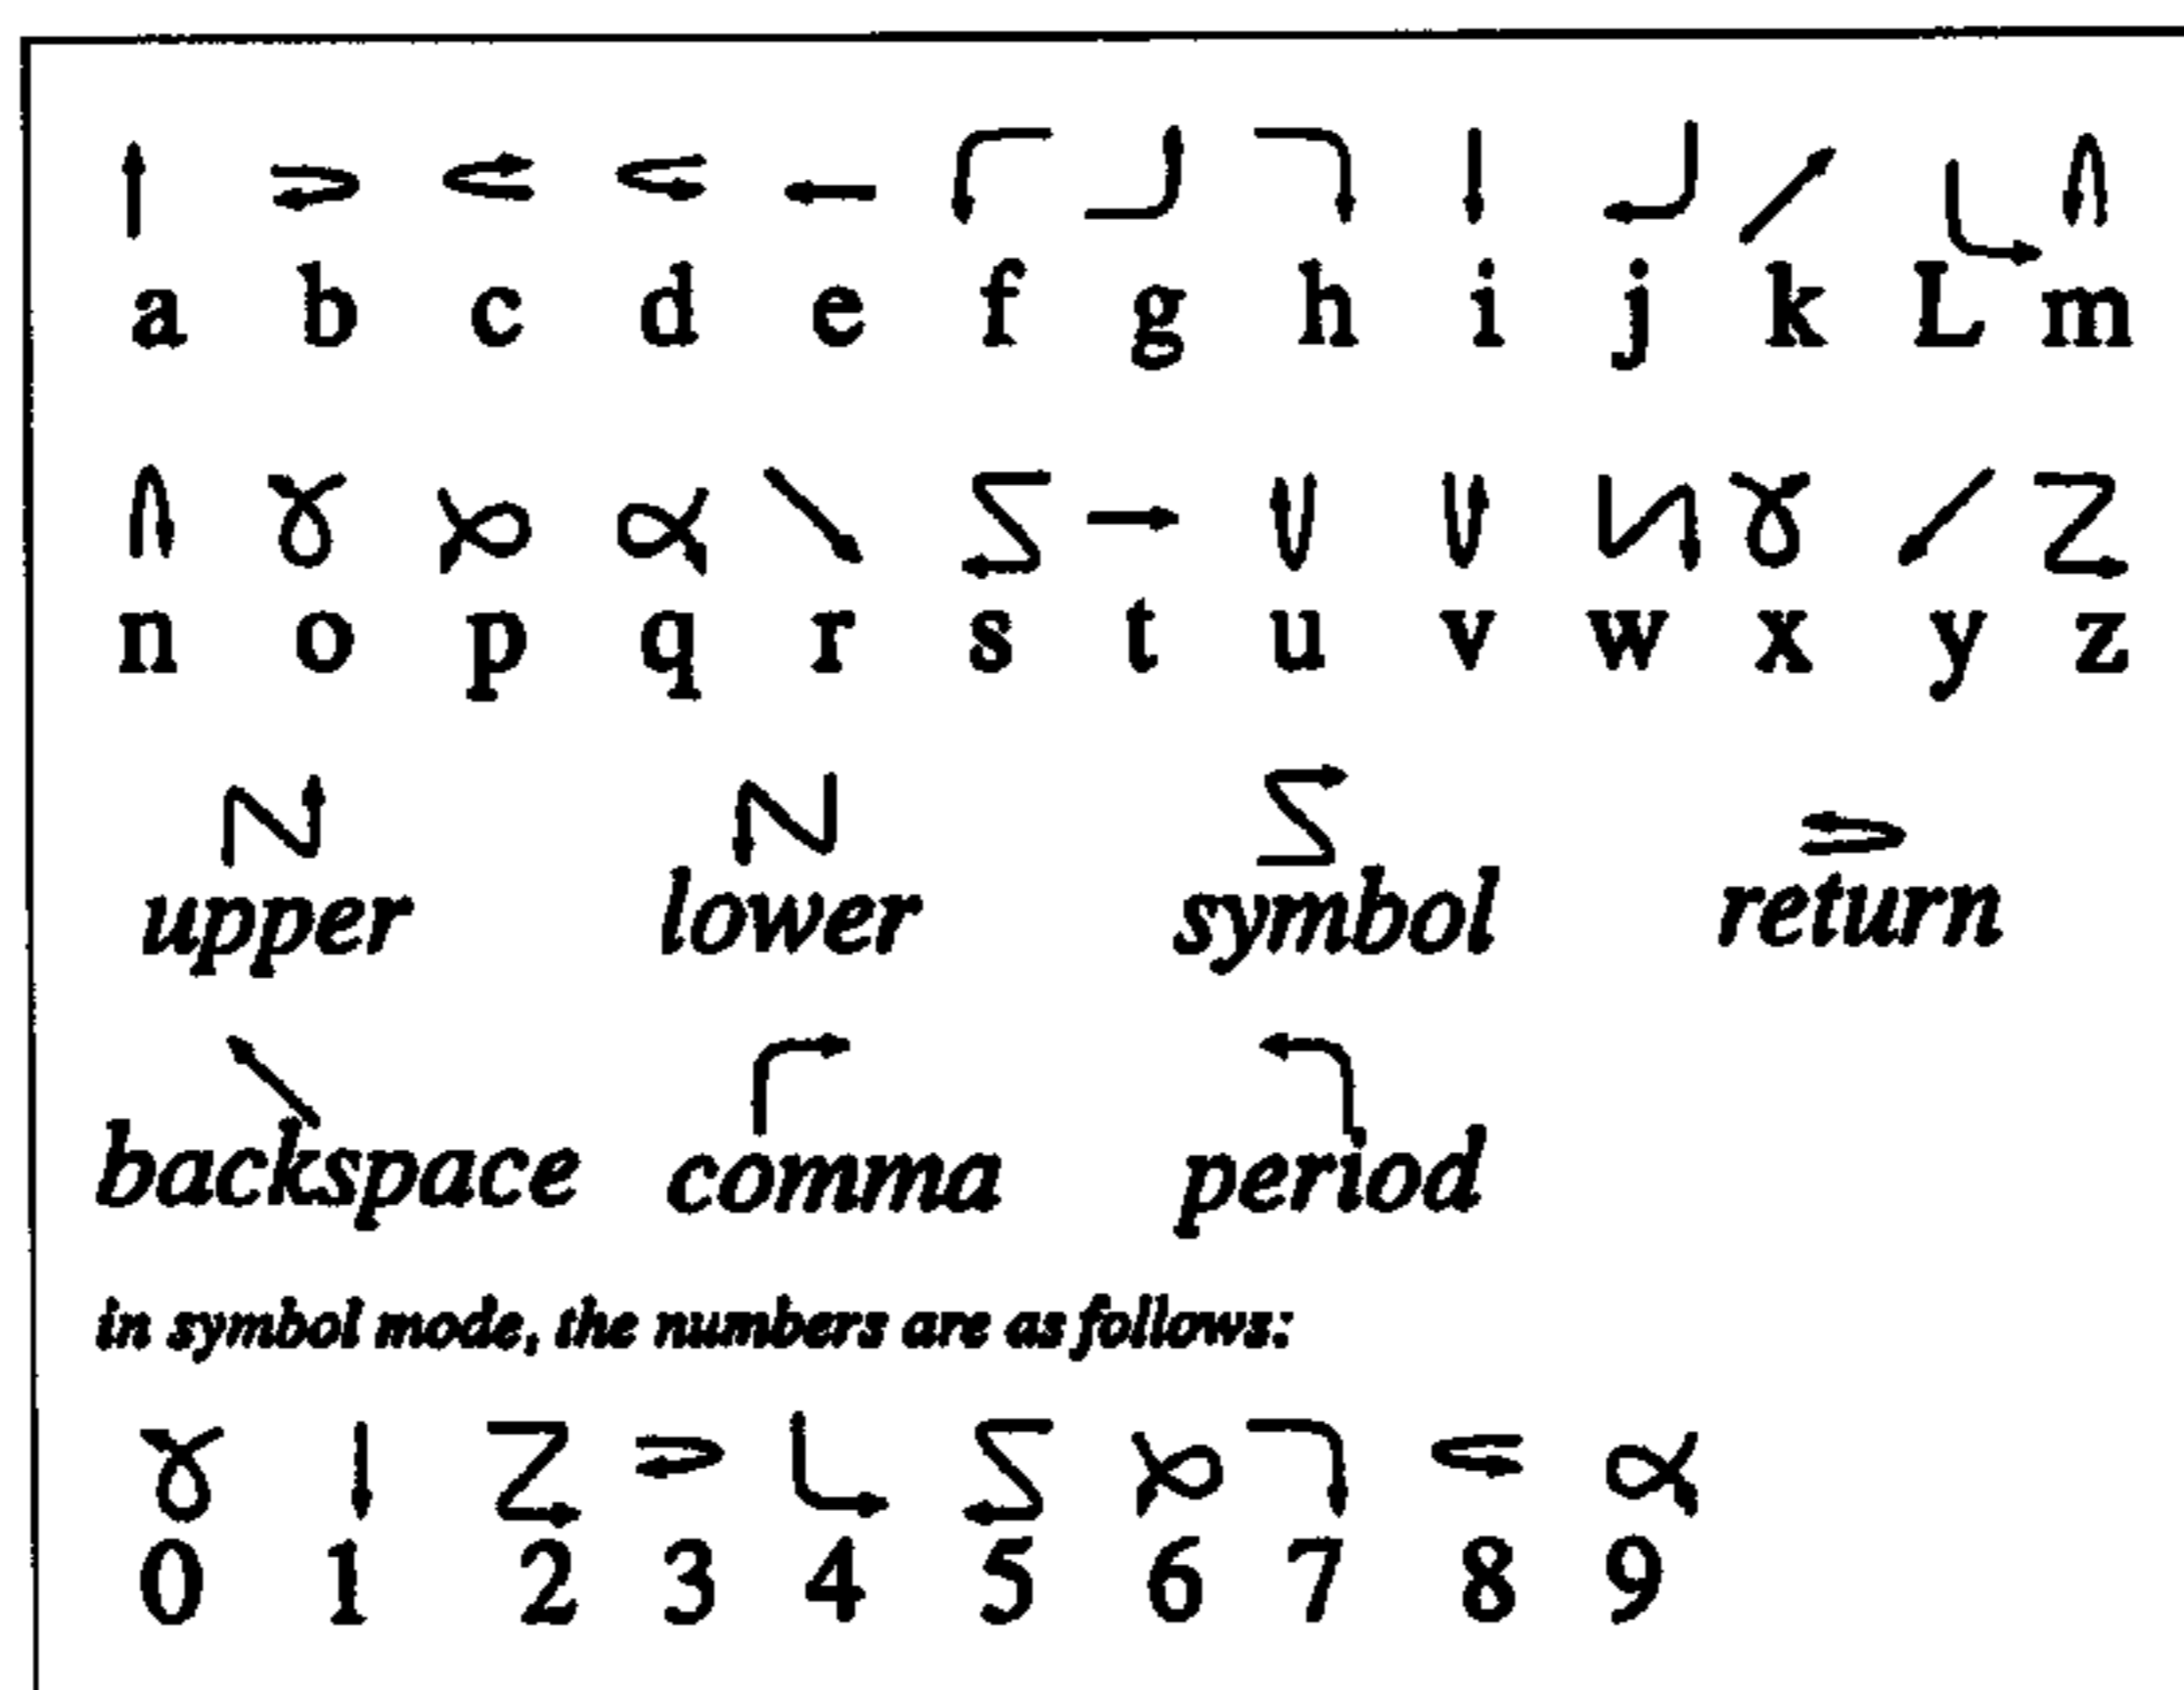 a b c d e f g h i j k L m
n o p q r s t u v w x y z
upper lower symbol return
backspace comma period
in symbol mode, the numbers are as follows:
0 1 2 3 4 5 6 7 8 9